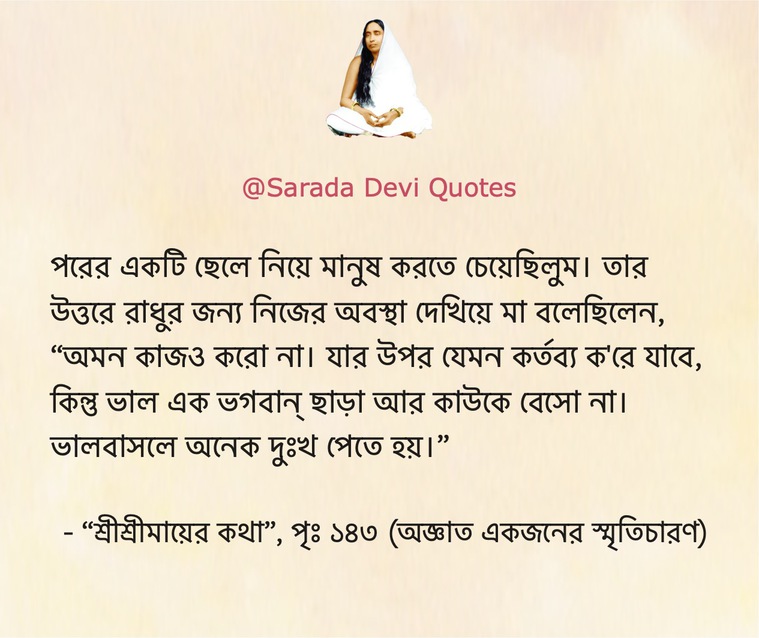 @Sarada Devi Quotes
পরের একটি ছেলে নিয়ে মানুষ করতে চেয়েছিলুম। তার
উত্তরে রাধুর জন্য নিজের অবস্থা দেখিয়ে মা বলেছিলেন,
“অমন কাজও করো না। যার উপর যেমন কর্তব্য ক'রে যাবে,
কিন্তু ভাল এক ভগবান্ ছাড়া আর কাউকে বেসো না।
ভালবাসলে অনেক দুঃখ পেতে হয়।”
- “শ্রীশ্রীমায়ের কথা”, পৃঃ ১৪৩ (অজ্ঞাত একজনের স্মৃতিচারণ)